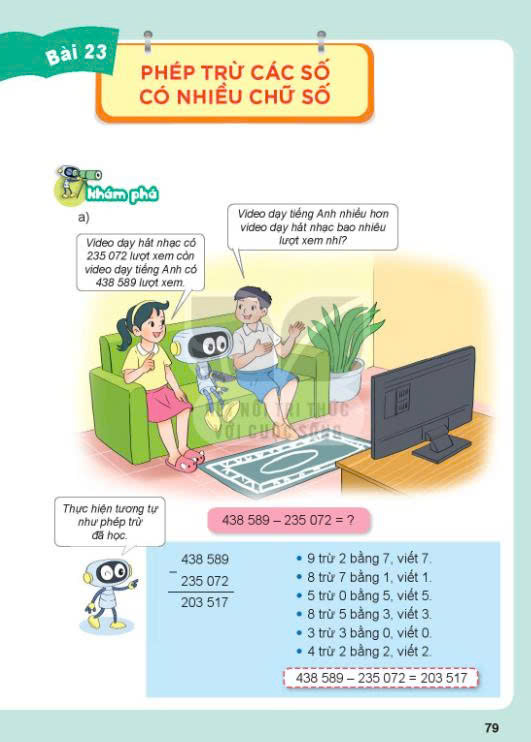 Bài 23
PHÉP TRỪ CÁC SỐ
CÓ NHIỀU CHỮ SỐ
khám phá
a)
Video dạy tiếng Anh nhiều hơn
video dạy hát nhạc bao nhiêu
lượt xem nhỉ?
Video dạy hát nhạc có
235 072 lượt xem còn
video dạy tiếng Anh có
438 589 lượt xem.
KẾT NỐI TRI THỨC
VỚI CUỘC SỐNG
Thực hiện tương tự
như phép trừ
đã học.
438 589 – 235 072 = ?
438 589
–
235 072
203 517
• 9 trừ 2 bằng 7, viết 7.
• 8 trừ 7 bằng 1, viết 1.
• 5 trừ 0 bằng 5, viết 5.
• 8 trừ 5 bằng 3, viết 3.
• 3 trừ 3 bằng 0, viết 0.
• 4 trừ 2 bằng 2, viết 2.
438 589 – 235 072 = 203 517
79